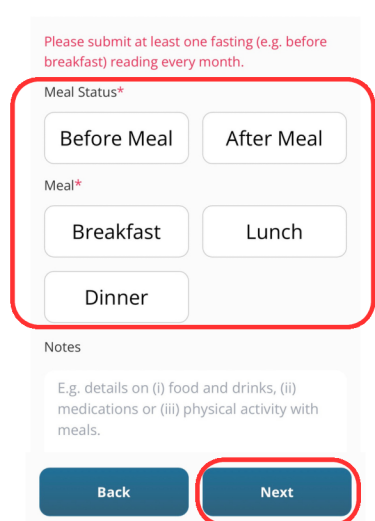 Please submit at least one fasting (e.g. before
breakfast) reading every month.
Meal Status*
Before Meal After Meal
Meal*
Breakfast Lunch
Dinner
Notes
E.g. details on (i) food and drinks, (ii)
medications or (iii) physical activity with
meals.
Back Next